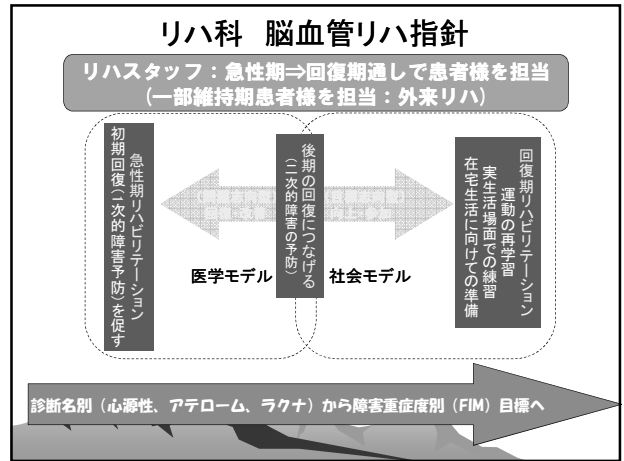 リハ科 脳血管リハ指針
リハスタッフ：急性期⇒回復期通して患者様を担当
(一部維持期患者様を担当：外来リハ)
急性期リハビリテーション
初期回復(1次的障害予防)を促す
後期の回復につなげる
(二次的障害の予防)
回復期リハビリテーション
運動の再学習
実生活場面での練習
在宅生活に向けての準備
医学モデル
社会モデル
診断名別（心源性、アテローム、ラクナ）から障害重症度別（FIM）目標へ